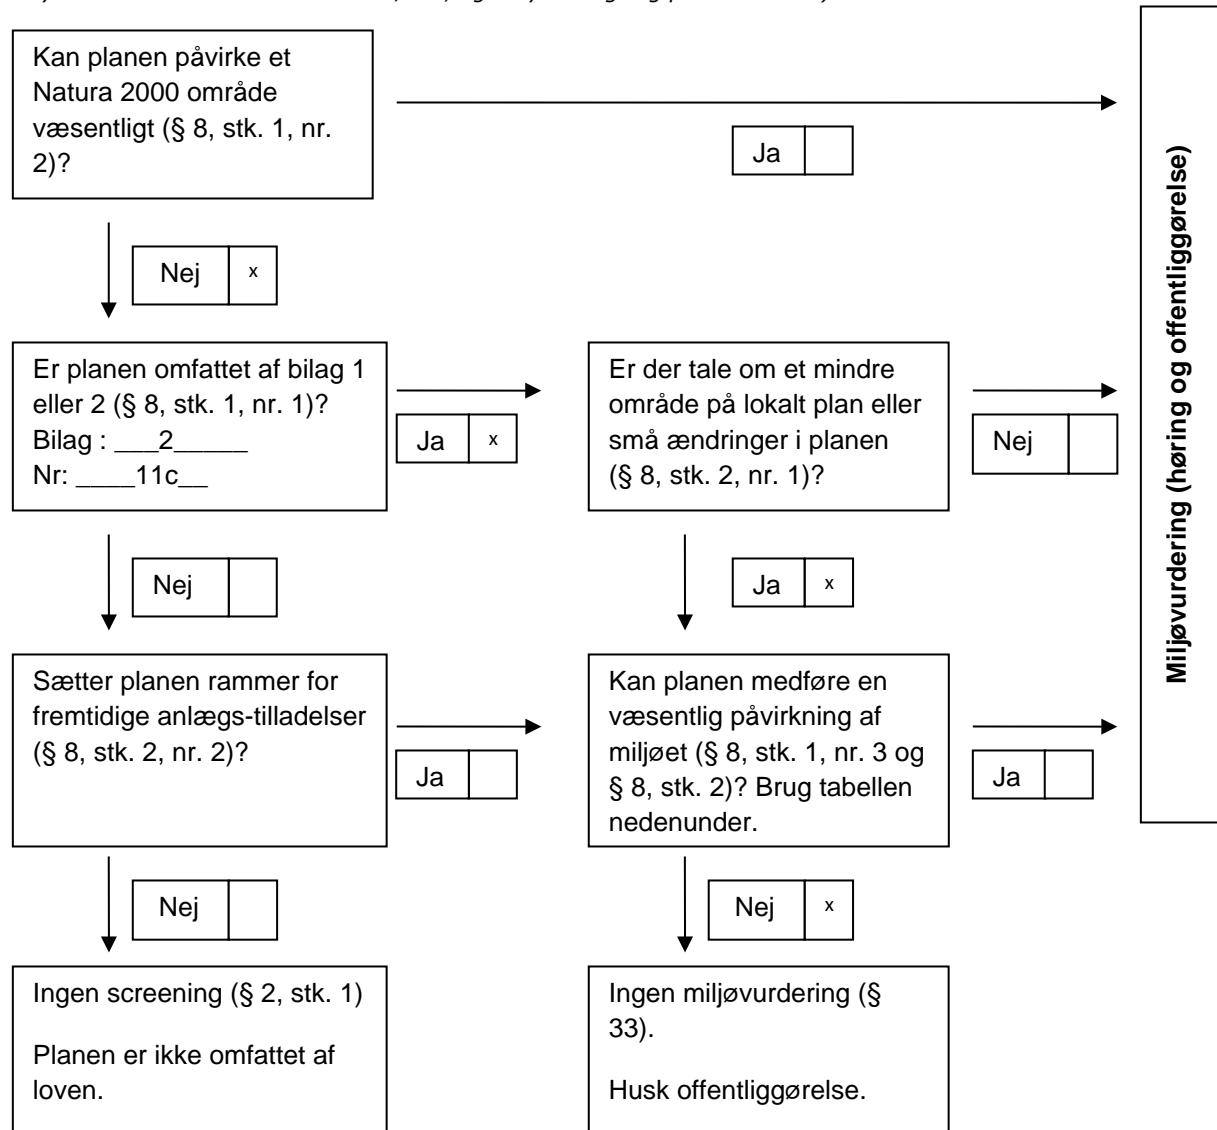 Kan planen påvirke et
Natura 2000 område
væsentligt (§ 8, stk. 1, nr.
2)?
Ja
Nej x
Er planen omfattet af bilag 1
eller 2 (§ 8, stk. 1, nr. 1)?
Bilag : ___2_____
Nr: ____11c__
Ja x
Er der tale om et mindre
område på lokalt plan eller
små ændringer i planen
(§ 8, stk. 2, nr. 1)?
Nej
Nej
Ja x
Sætter planen rammer for
fremtidige anlægs-tilladelser
(§ 8, stk. 2, nr. 2)?
Ja
Kan planen medføre en
væsentlig påvirkning af
miljøet (§ 8, stk. 1, nr. 3 og
§ 8, stk. 2)? Brug tabellen
nedenunder.
Ja
Nej
Nej x
Ingen screening (§ 2, stk. 1)
Planen er ikke omfattet af
loven.
Ingen miljøvurdering (§
33).
Husk offentliggørelse.
Miljøvurdering (høring og offentliggørelse)